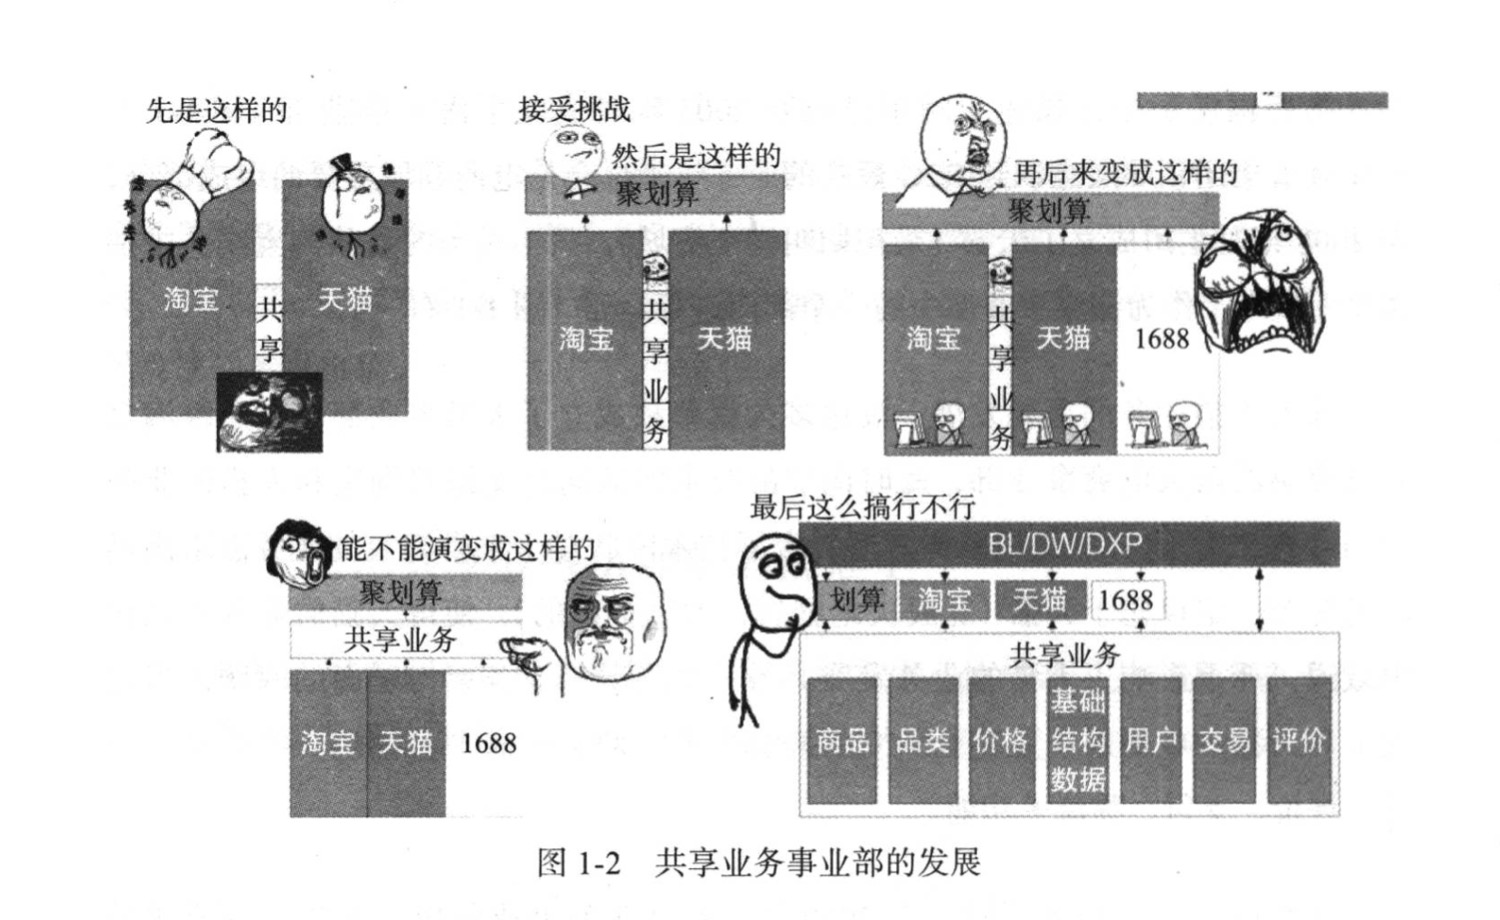 先是这样的
淘宝
天猫
共享
接受挑战
然后是这样的
聚划算
淘宝
共享业务
天猫
再后来变成这样的
聚划算
淘宝
共享业务
天猫
1688
能不能演变成这样的
聚划算
共享业务
淘宝
天猫
1688
最后这么搞行不行
BL/DW/DXP
划算
淘宝
天猫
1688
共享业务
商品
品类
价格
基础
结构
数据
用户
交易
评价
图 1-2 共享业务事业部的发展